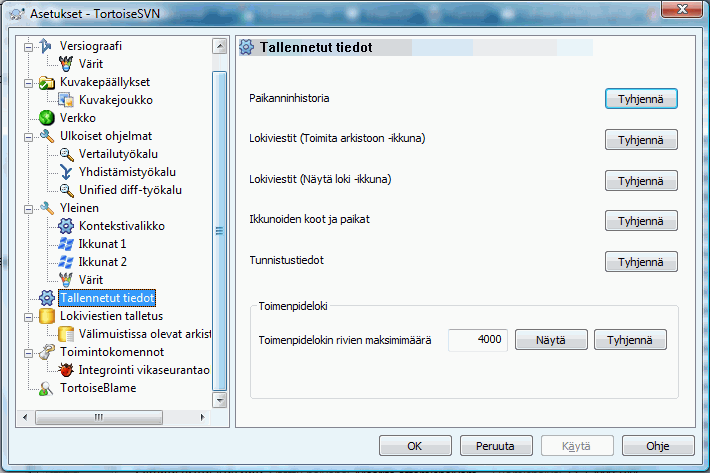 Asetukset - TortoiseSVN
Versiografi
Värit
Kuvakepäällykset
Kuvakejoukko
Verkko
Ulkoiset ohjelmat
Vertailutyökalu
Yhdistämistyökalu
Unified diff-työkalu
Yleinen
Kontekstivalikko
Ikkunat 1
Ikkunat 2
Värit
Tallennetut tiedot
Lokiviestien talletus
Välimuistissa olevat arkist
Toimintokomennot
Integrointi vikaseurantao
TortoiseBlame
Tallennetut tiedot
Paikanninhistoria Tyhjennä
Lokiviestit (Toimita arkistoon -ikkuna) Tyhjennä
Lokiviestit (Näytä loki -ikkuna) Tyhjennä
Ikkunoiden koot ja paikat Tyhjennä
Tunnistustiedot Tyhjennä
Toimenpideloki
Toimenpidelokin rivien maksimimäärä 4000 Näytä Tyhjennä
OK Peruuta Käytä Ohje